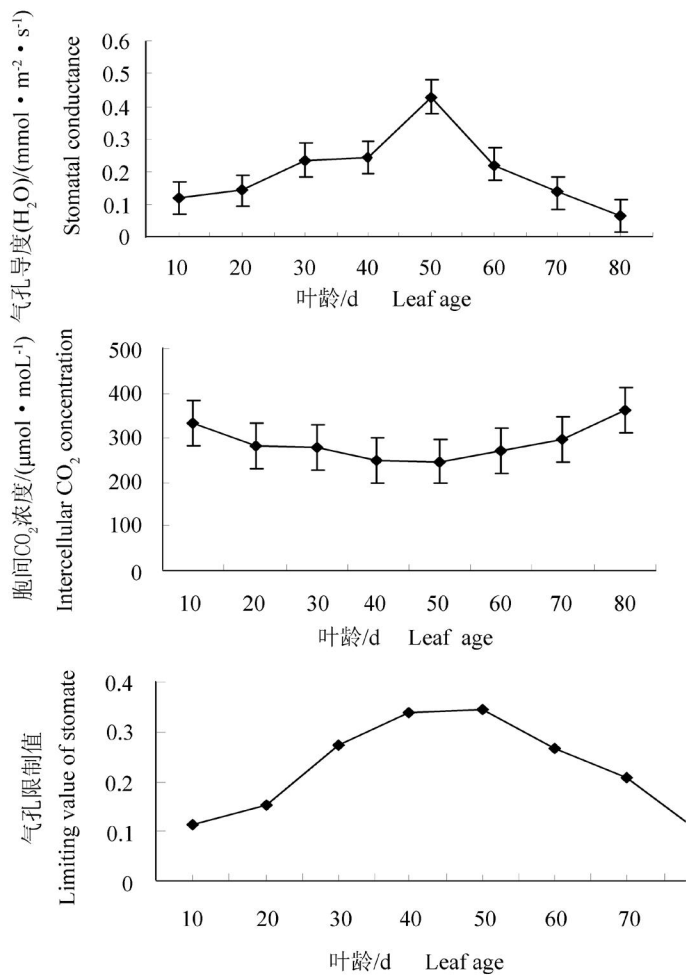 气孔导度(H₂O)/(mmol·m⁻²·s⁻¹)
Stomatal conductance
0.6
0.5
0.4
0.3
0.2
0.1
0
10 20 30 40 50 60 70 80
叶龄/d Leaf age
胞间CO₂浓度/(μmol·moL⁻¹)
Intercellular CO₂ concentration
500
400
300
200
100
0
10 20 30 40 50 60 70 80
叶龄/d Leaf age
气孔限制值
Limiting value of stomate
0.4
0.3
0.2
0.1
0
10 20 30 40 50 60 70
叶龄/d Leaf age